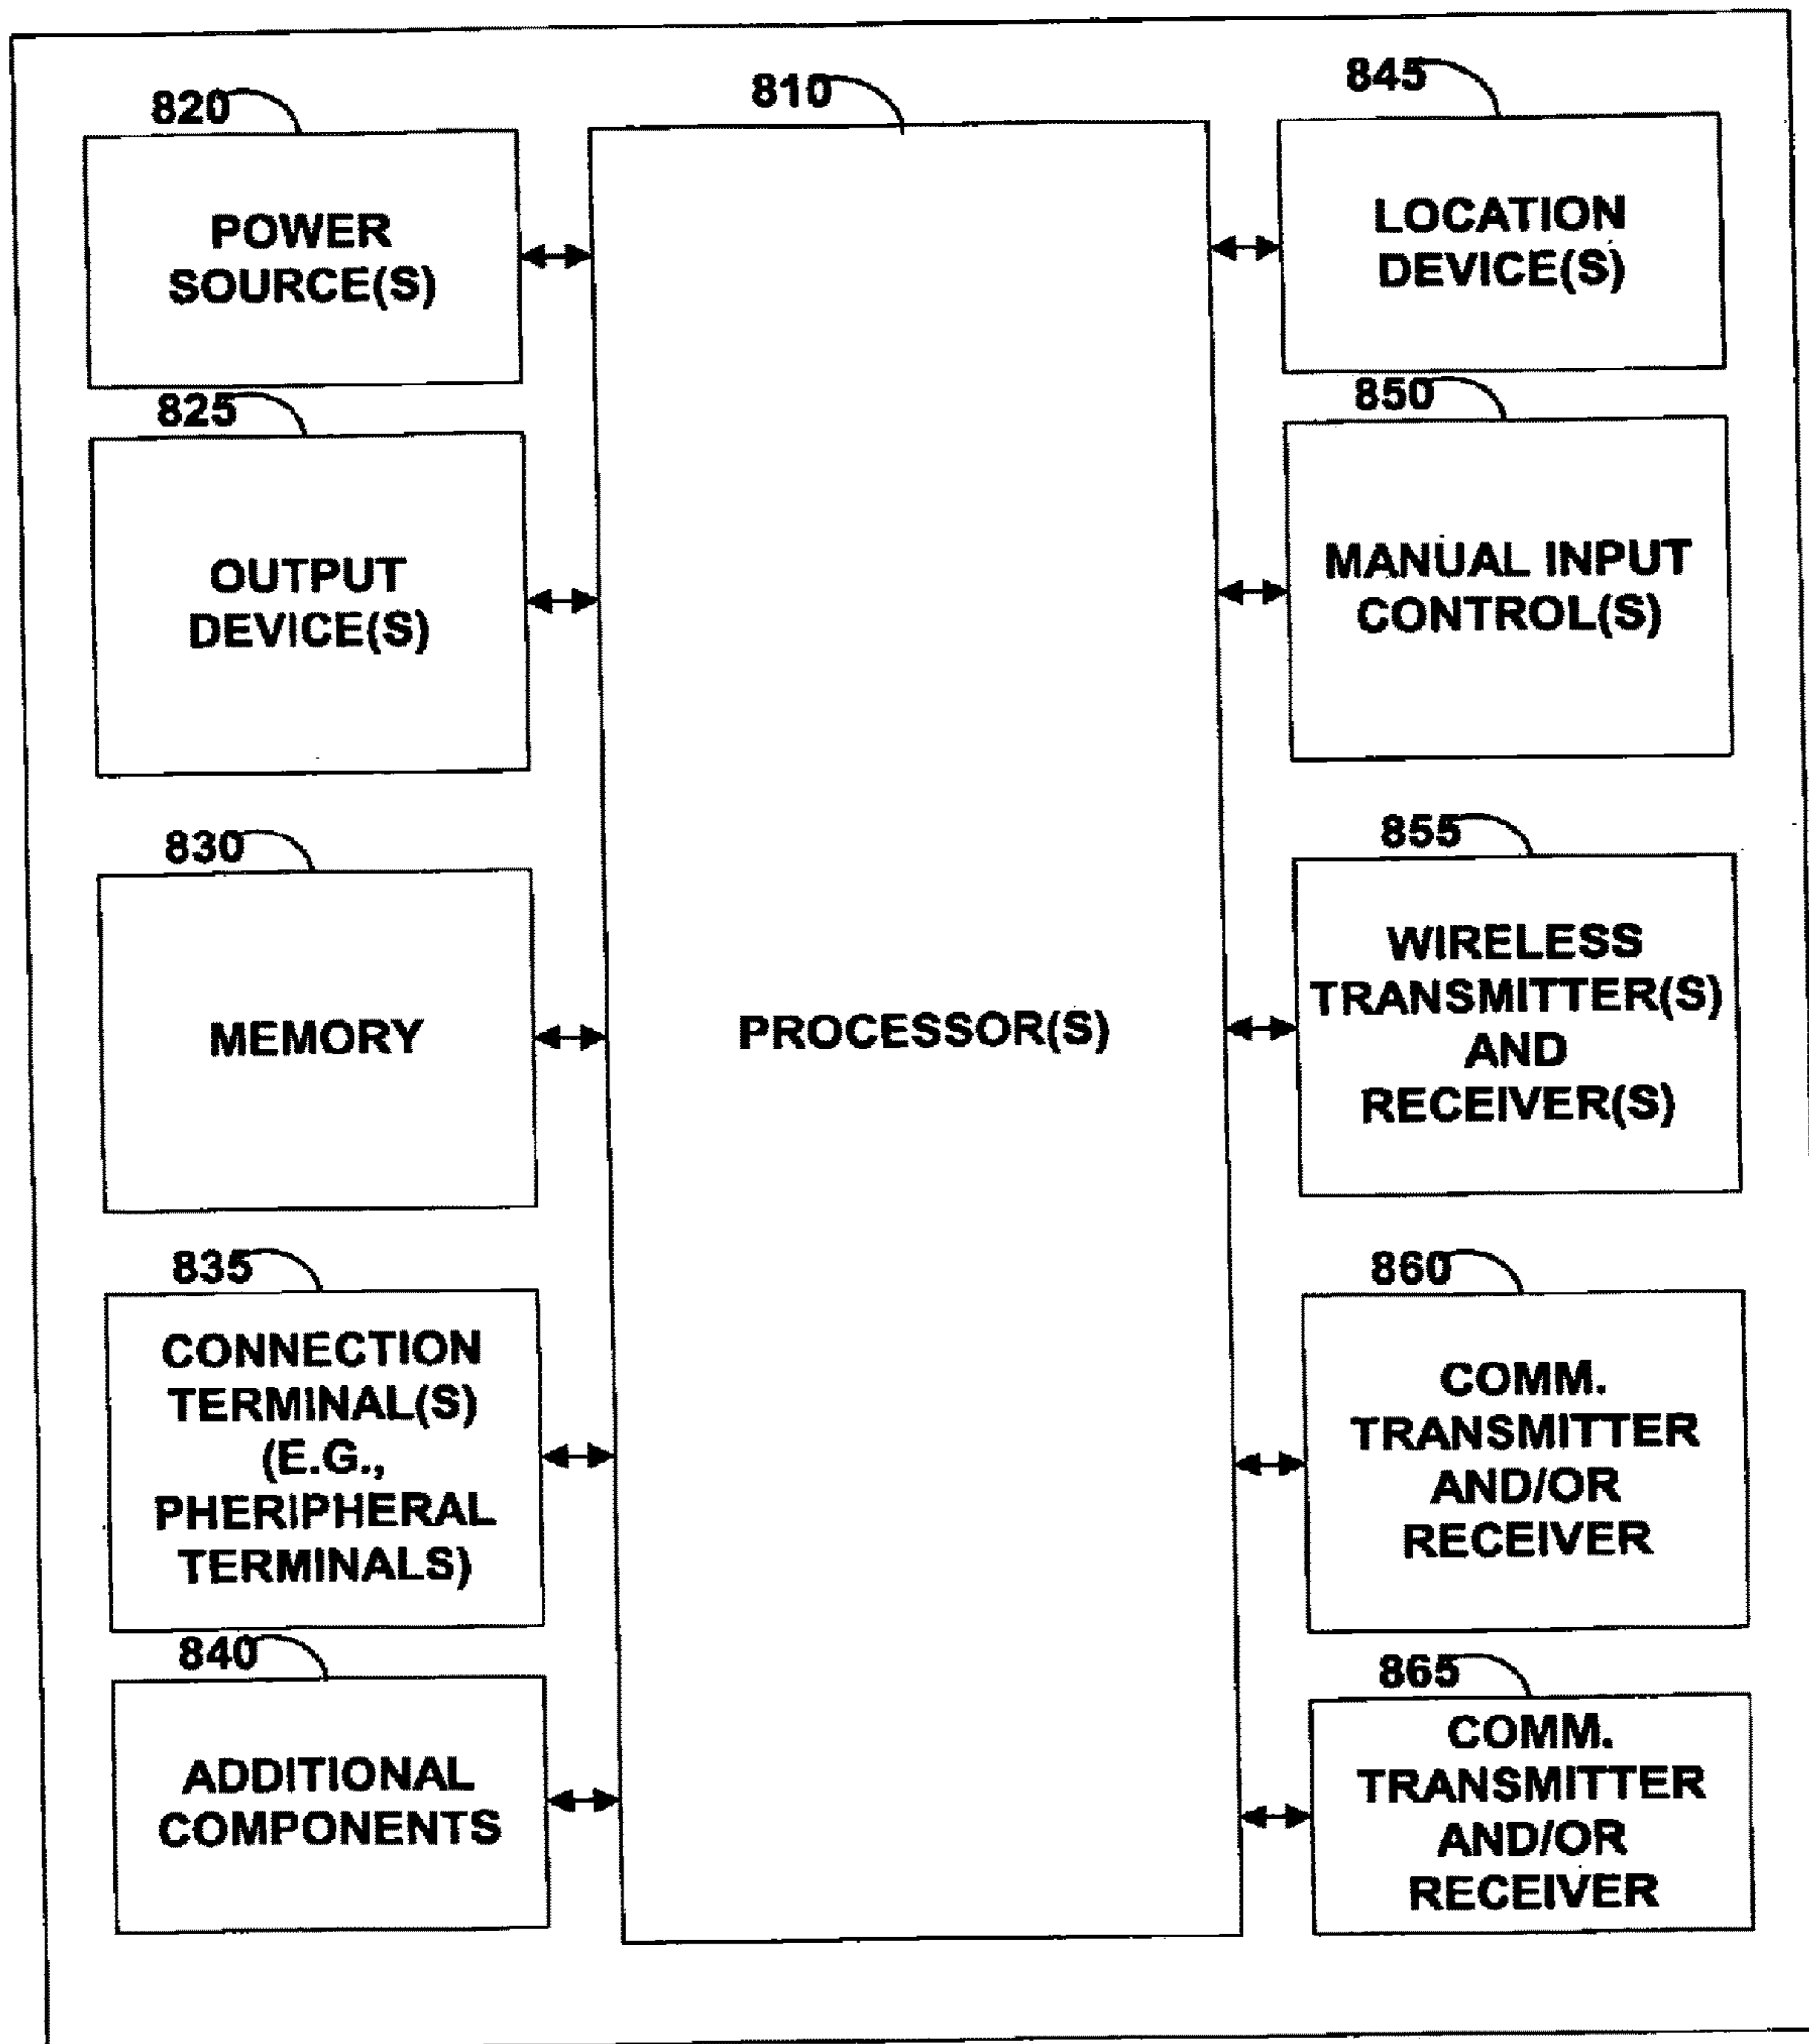 820
POWER
SOURCE(S)
825
OUTPUT
DEVICE(S)
830
MEMORY
835
CONNECTION
TERMINAL(S)
(E.G.,
PHERIPHERAL
TERMINALS)
840
ADDITIONAL
COMPONENTS
810
PROCESSOR(S)
845
LOCATION
DEVICE(S)
850
MANUAL INPUT
CONTROL(S)
855
WIRELESS
TRANSMITTER(S)
AND
RECEIVER(S)
860
COMM.
TRANSMITTER
AND/OR
RECEIVER
865
COMM.
TRANSMITTER
AND/OR
RECEIVER